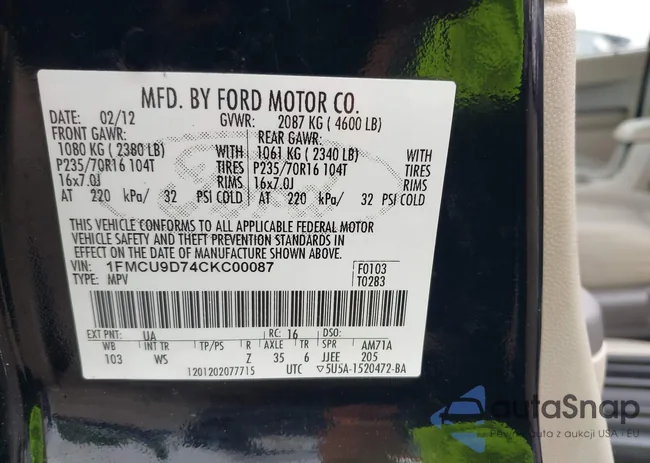 MFD. BY FORD MOTOR CO.
DATE: 02/12 GVWR: 2087 KG ( 4600 LB)
FRONT GAWR: REAR GAWR:
1080 KG ( 2380 LB) WITH 1061 KG ( 2340 LB) WITH
P235/70R16 104T TIRES P235/70R16 104T TIRES
16x7.0J RIMS 16x7.0J RIMS
AT 220 kPa/ 32 PSI COLD AT 220 kPa/ 32 PSI COLD
THIS VEHICLE CONFORMS TO ALL APPLICABLE FEDERAL MOTOR
VEHICLE SAFETY AND THEFT PREVENTION STANDARDS IN
EFFECT ON THE DATE OF MANUFACTURE SHOWN ABOVE.
VIN: 1FMCU9D74CKC00087 F0103
TYPE: MPV T0283
EXT PNT: UA RC: 16 DSO:
WB INT TR TP/PS R AXLE TR SPR AM71A
103 WS Z 35 6 JJEE 205
1201202077715 UTC ▽5U5A-1520472-BA
autoSnap
Pewne auta z aukcji USA i EU